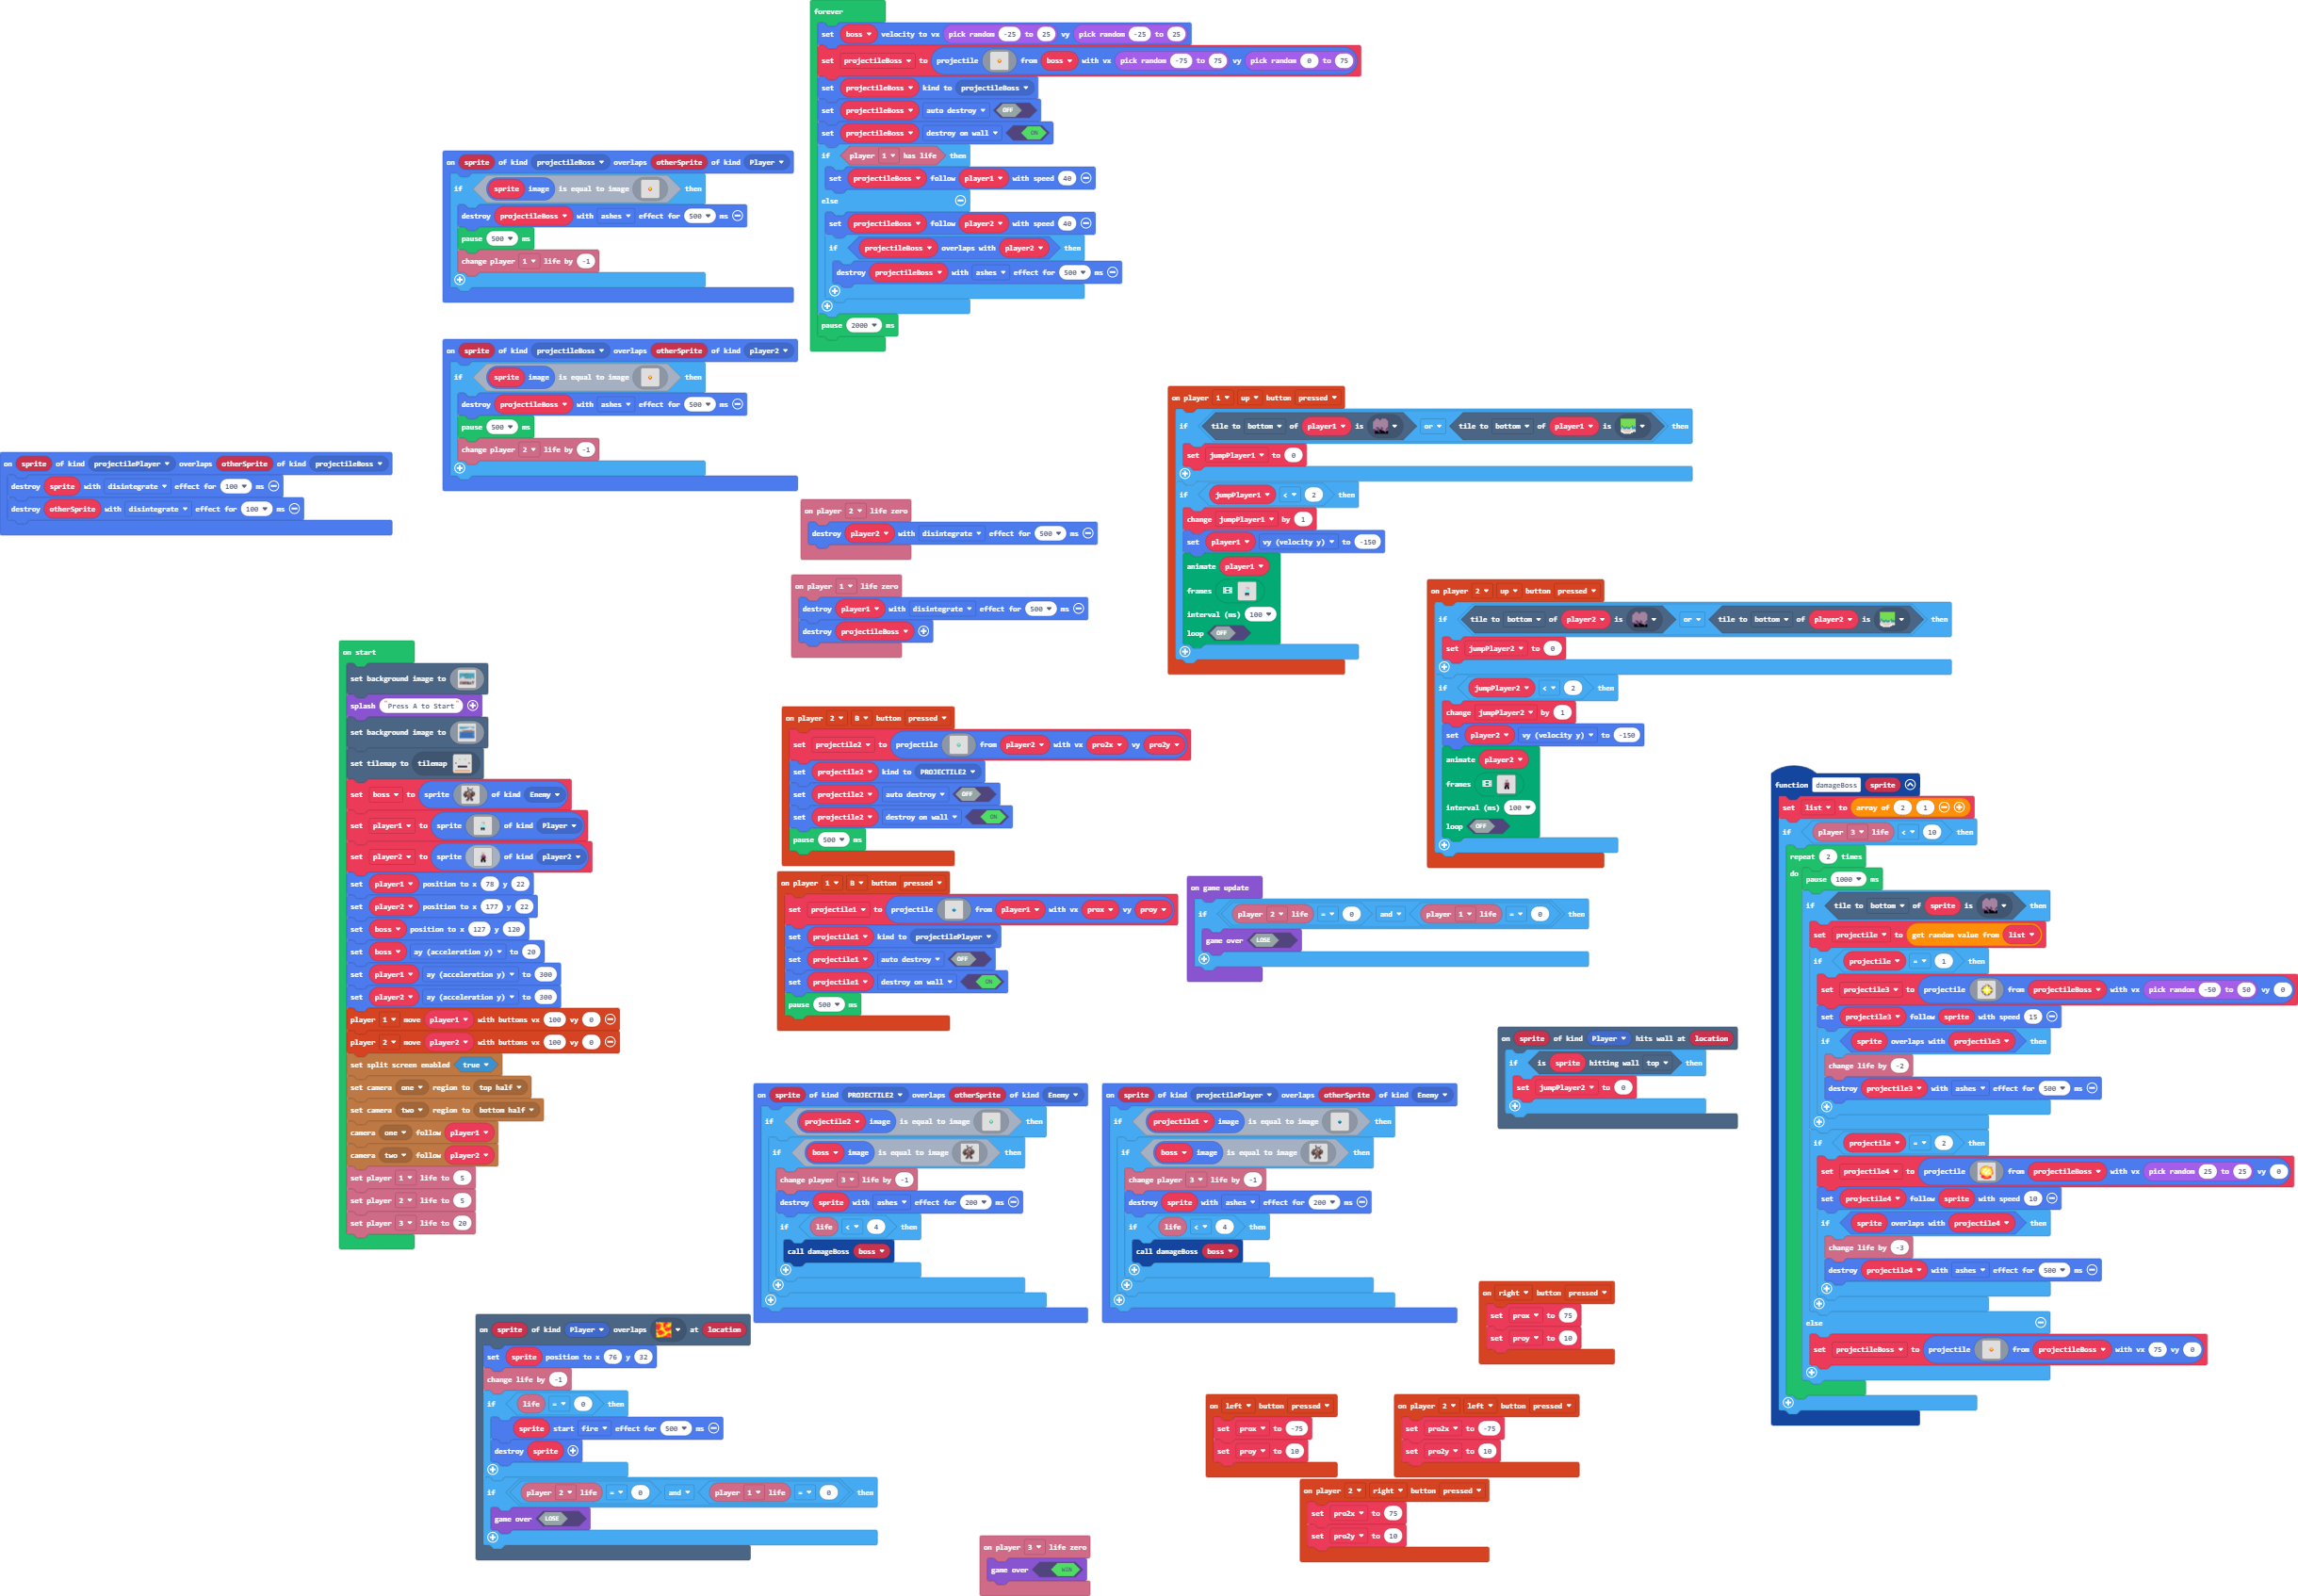 forever
set boss velocity to vx pick random -25 to 25 vy pick random -25 to 25
set projectileBoss to projectile from boss with vx pick random -75 to 75 vy pick random 0 to 75
set projectileBoss kind to projectileBoss
set projectileBoss auto destroy OFF
set projectileBoss destroy on wall ON
if player 1 has life then
set projectileBoss follow player1 with speed 40
else
set projectileBoss follow player2 with speed 40
if projectileBoss overlaps with player2 then
destroy projectileBoss with ashes effect for 500 ms
pause 2000 ms
on sprite of kind projectileBoss overlaps otherSprite of kind Player
if sprite image is equal to image then
destroy projectileBoss with ashes effect for 500 ms
pause 500 ms
change player 1 life by -1
on sprite of kind projectileBoss overlaps otherSprite of kind player2
if sprite image is equal to image then
destroy projectileBoss with ashes effect for 500 ms
pause 500 ms
change player 2 life by -1
on sprite of kind projectilePlayer overlaps otherSprite of kind projectileBoss
destroy sprite with disintegrate effect for 100 ms
destroy otherSprite with disintegrate effect for 100 ms
on player 2 life zero
destroy player2 with disintegrate effect for 500 ms
on player 1 life zero
destroy player1 with disintegrate effect for 500 ms
destroy projectileBoss
on player 1 up button pressed
if tile to bottom of player1 is or tile to bottom of player1 is then
set jumpPlayer1 to 0
if jumpPlayer1 < 2 then
change jumpPlayer1 by 1
set player1 vy (velocity y) to -150
animate player1
frames
interval (ms) 100
loop OFF
on player 2 up button pressed
if tile to bottom of player2 is or tile to bottom of player2 is then
set jumpPlayer2 to 0
if jumpPlayer2 < 2 then
change jumpPlayer2 by 1
set player2 vy (velocity y) to -150
animate player2
frames
interval (ms) 100
loop OFF
on start
set background image to
splash "Press A to Start"
set background image to
set tilemap to tilemap
set boss to sprite of kind Enemy
set player1 to sprite of kind Player
set player2 to sprite of kind player2
set player1 position to x 78 y 22
set player2 position to x 177 y 22
set boss position to x 127 y 120
set boss ay (acceleration y) to 20
set player1 ay (acceleration y) to 300
set player2 ay (acceleration y) to 300
player 1 move player1 with buttons vx 100 vy 0
player 2 move player2 with buttons vx 100 vy 0
set split screen enabled true
set camera one region to top half
set camera two region to bottom half
camera one follow player1
camera two follow player2
set player 1 life to 5
set player 2 life to 5
set player 3 life to 20
on player 2 B button pressed
set projectile2 to projectile from player2 with vx pro2x vy pro2y
set projectile2 kind to PROJECTILE2
set projectile2 auto destroy OFF
set projectile2 destroy on wall ON
pause 500 ms
on player 1 B button pressed
set projectile1 to projectile from player1 with vx prox vy proy
set projectile1 kind to projectilePlayer
set projectile1 auto destroy OFF
set projectile1 destroy on wall ON
pause 500 ms
on game update
if player 2 life = 0 and player 1 life = 0 then
game over LOSE
function damageBoss sprite
set list to array of 2 1
if player 3 life < 10 then
repeat 2 times
do pause 1000 ms
if tile to bottom of sprite is then
set projectile to get random value from list
if projectile = 1 then
set projectile3 to projectile from projectileBoss with vx pick random -50 to 50 vy 0
set projectile3 follow sprite with speed 15
if sprite overlaps with projectile3 then
change life by -2
destroy projectile3 with ashes effect for 500 ms
if projectile = 2 then
set projectile4 to projectile from projectileBoss with vx pick random 25 to 25 vy 0
set projectile4 follow sprite with speed 10
if sprite overlaps with projectile4 then
change life by -3
destroy projectile4 with ashes effect for 500 ms
else
set projectileBoss to projectile from projectileBoss with vx 75 vy 0
on sprite of kind Player hits wall at location
if is sprite hitting wall top then
set jumpPlayer2 to 0
on sprite of kind PROJECTILE2 overlaps otherSprite of kind Enemy
if projectile2 image is equal to image then
if boss image is equal to image then
change player 3 life by -1
destroy sprite with ashes effect for 200 ms
if life < 4 then
call damageBoss boss
on sprite of kind projectilePlayer overlaps otherSprite of kind Enemy
if projectile1 image is equal to image then
if boss image is equal to image then
change player 3 life by -1
destroy sprite with ashes effect for 200 ms
if life < 4 then
call damageBoss boss
on right button pressed
set prox to 75
set proy to 10
on sprite of kind Player overlaps at location
set sprite position to x 76 y 32
change life by -1
if life = 0 then
sprite start fire effect for 500 ms
destroy sprite
if player 2 life = 0 and player 1 life = 0 then
game over LOSE
on left button pressed
set prox to -75
set proy to 10
on player 2 left button pressed
set pro2x to -75
set pro2y to 10
on player 2 right button pressed
set pro2x to 75
set pro2y to 10
on player 3 life zero
game over WIN